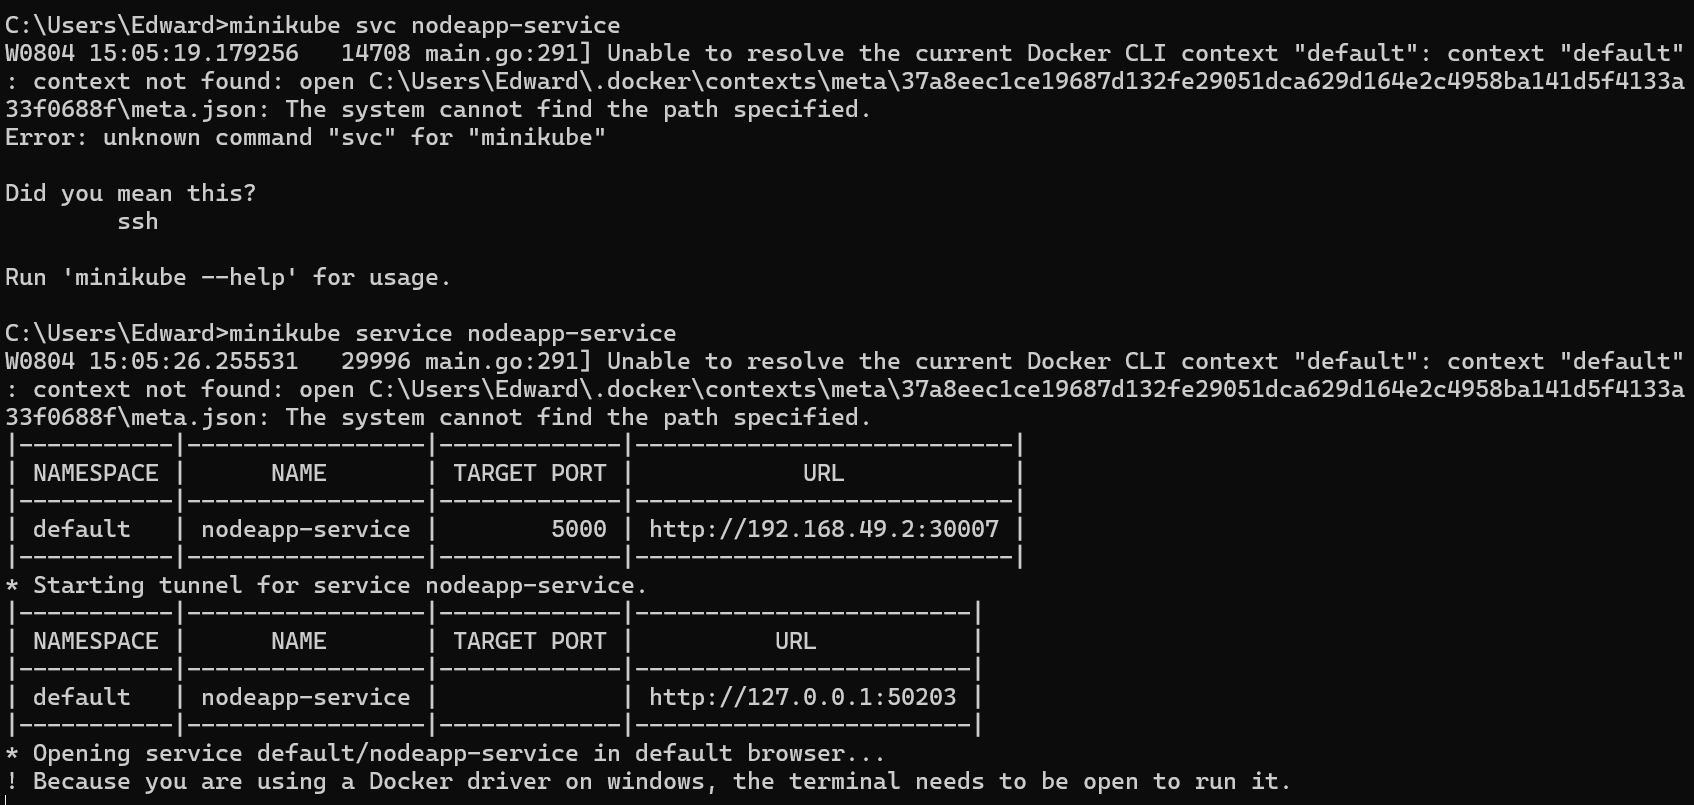 C:\Users\Edward>minikube svc nodeapp-service
W0804 15:05:19.179256   14708 main.go:291] Unable to resolve the current Docker CLI context "default": context "default"
: context not found: open C:\Users\Edward\.docker\contexts\meta\37a8eec1ce19687d132fe29051dca629d164e2c4958ba141d5f4133a
33f0688f\meta.json: The system cannot find the path specified.
Error: unknown command "svc" for "minikube"

Did you mean this?
        ssh

Run 'minikube --help' for usage.

C:\Users\Edward>minikube service nodeapp-service
W0804 15:05:26.255531   29996 main.go:291] Unable to resolve the current Docker CLI context "default": context "default"
: context not found: open C:\Users\Edward\.docker\contexts\meta\37a8eec1ce19687d132fe29051dca629d164e2c4958ba141d5f4133a
33f0688f\meta.json: The system cannot find the path specified.
|-----------|-----------------|-------------|---------------------------|
| NAMESPACE |      NAME       | TARGET PORT |            URL            |
|-----------|-----------------|-------------|---------------------------|
| default   | nodeapp-service |        5000 | http://192.168.49.2:30007 |
|-----------|-----------------|-------------|---------------------------|
* Starting tunnel for service nodeapp-service.
|-----------|-----------------|-------------|------------------------|
| NAMESPACE |      NAME       | TARGET PORT |          URL           |
|-----------|-----------------|-------------|------------------------|
| default   | nodeapp-service |             | http://127.0.0.1:50203 |
|-----------|-----------------|-------------|------------------------|
* Opening service default/nodeapp-service in default browser...
! Because you are using a Docker driver on windows, the terminal needs to be open to run it.